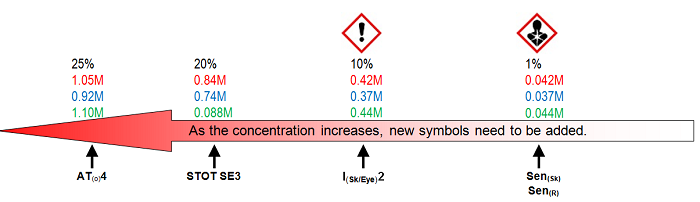 25% 20% 10% 1%
1.05M 0.84M 0.42M 0.042M
0.92M 0.74M 0.37M 0.037M
1.10M 0.088M 0.44M 0.044M
As the concentration increases, new symbols need to be added.
AT(o)4 STOT SE3 I(Sk/Eye)2 Sen(Sk)
Sen(R)